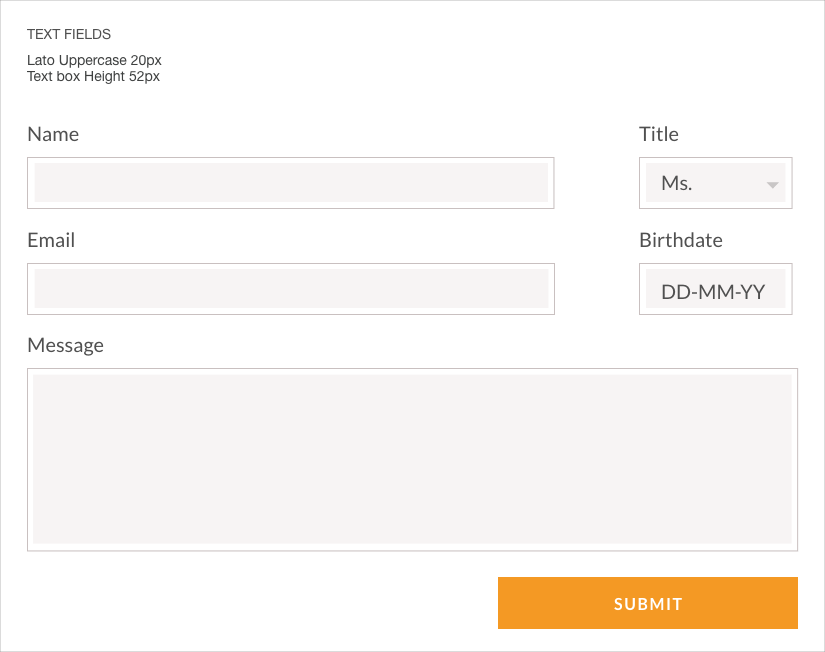 TEXT FIELDS
Lato Uppercase 20px
Text box Height 52px
Name
Title
Ms.
Email
Birthdate
DD-MM-YY
Message
SUBMIT